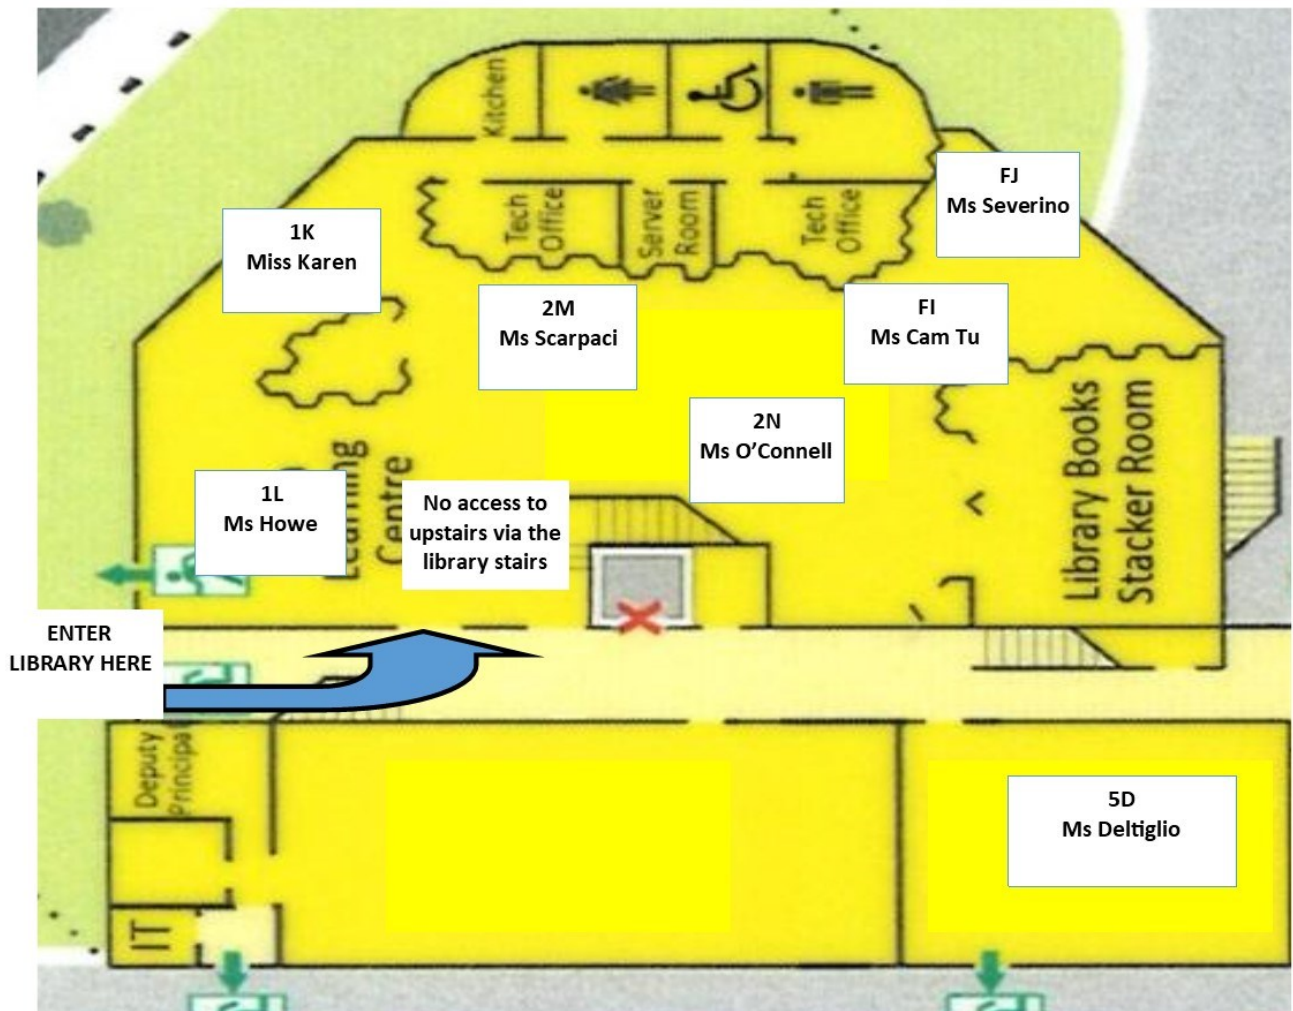 Kitchen
FJ
Ms Severino
Tech
Office
Server
Room
Tech
Office
1K
Miss Karen
2M
Ms Scarpaci
FI
Ms Cam Tu
2N
Ms O’Connell
Library Books
Stacker Room
1L
Ms Howe
Learning
Centre
No access to
upstairs via the
library stairs
ENTER
LIBRARY HERE
Deputy
Principa
5D
Ms Deltiglio
IT